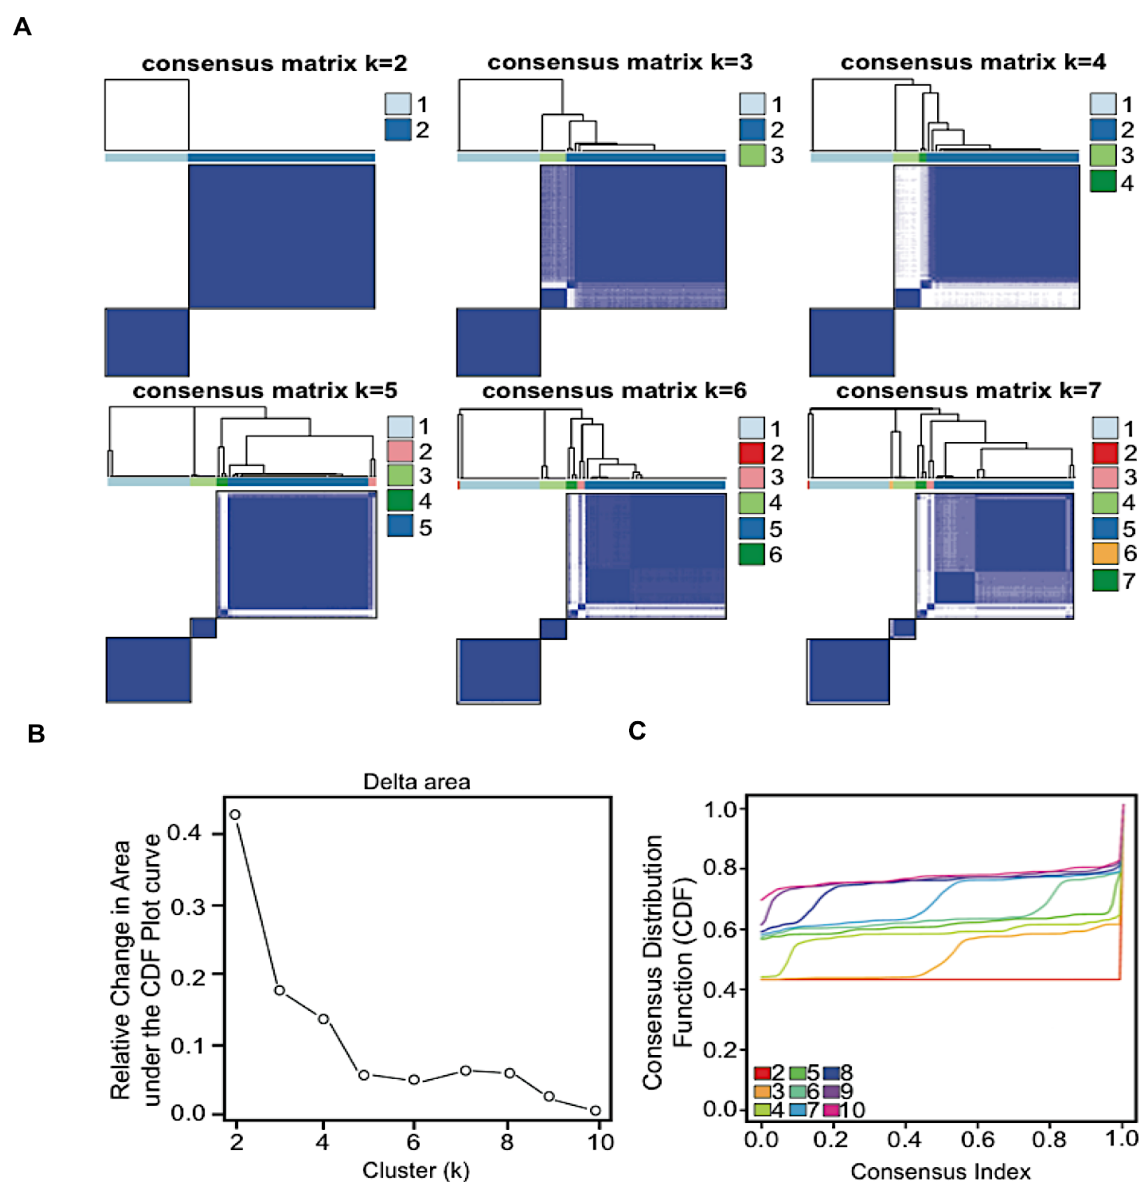 A
consensus matrix k=2
1
2
consensus matrix k=3
1
2
3
consensus matrix k=4
1
2
3
4
consensus matrix k=5
1
2
3
4
5
consensus matrix k=6
1
2
3
4
5
6
consensus matrix k=7
1
2
3
4
5
6
7
B
Delta area
Relative Change in Area
under the CDF Plot curve
0.4
0.3
0.2
0.1
0.0
2 4 6 8 10
Cluster (k)
C
Consensus Distribution
Function (CDF)
1.0
0.8
0.6
0.4
0.2
0.0
2 5 8
3 6 9
4 7 10
0.0 0.2 0.4 0.6 0.8 1.0
Consensus Index